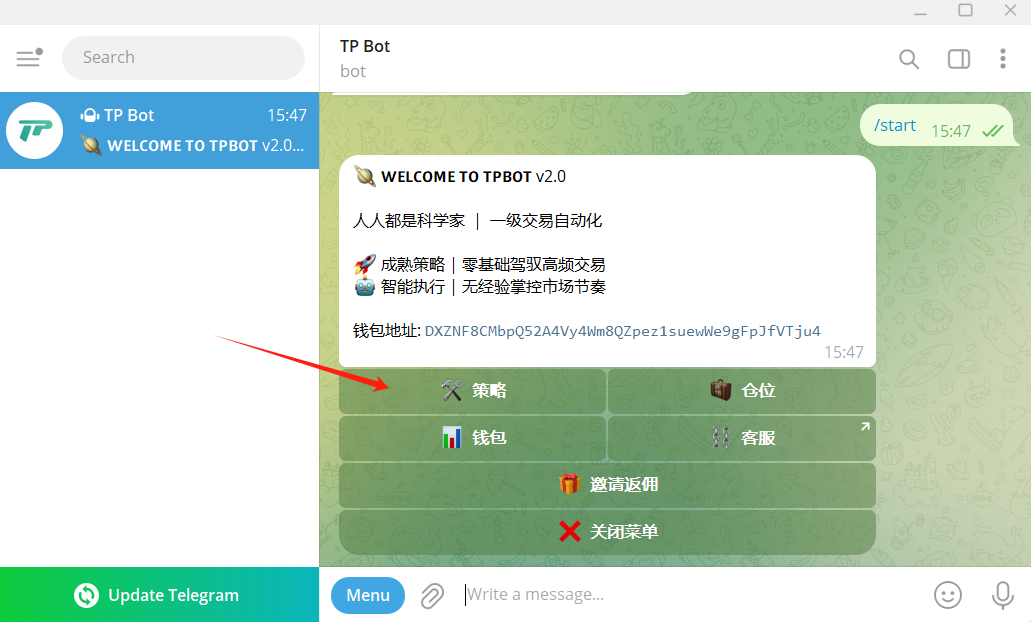 Search
TP Bot
bot
TP Bot 15:47
WELCOME TO TPBOT v2.0...
/start 15:47
WELCOME TO TPBOT v2.0
人人都是科学家 | 一级交易自动化
成熟策略 | 零基础驾驭高频交易
智能执行 | 无经验掌控市场节奏
钱包地址: DXZNF8CMbpQ52A4Vy4Wm8QZpez1suewWe9gFpJfVTju4
15:47
策略
仓位
钱包
客服
邀请返佣
关闭菜单
Update Telegram
Menu
Write a message...